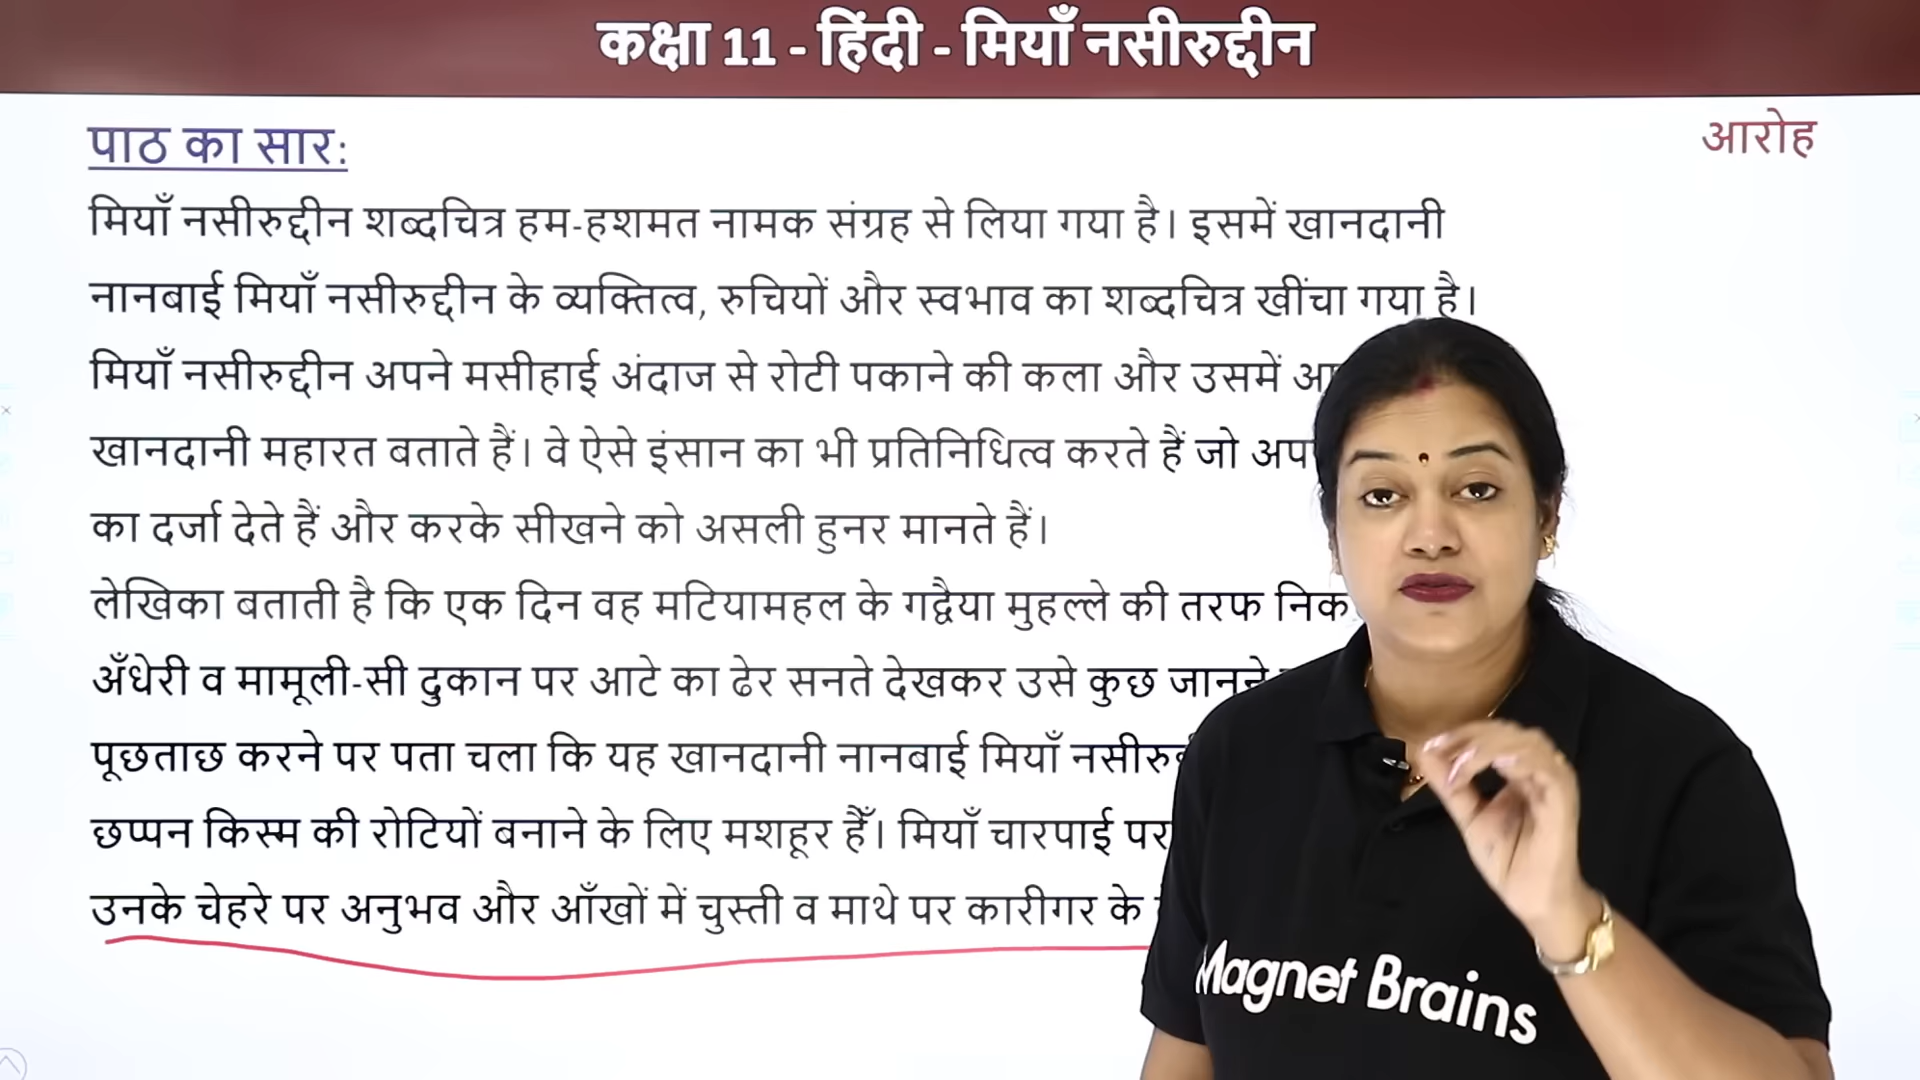 कक्षा 11 - हिंदी - मियाँ नसीरुद्दीन
पाठ का सार:
आरोह
मियाँ नसीरुद्दीन शब्दचित्र हम-हशमत नामक संग्रह से लिया गया है। इसमें खानदानी
नानबाई मियाँ नसीरुद्दीन के व्यक्तित्व, रुचियों और स्वभाव का शब्दचित्र खींचा गया है।
मियाँ नसीरुद्दीन अपने मसीहाई अंदाज से रोटी पकाने की कला और उसमें
खानदानी महारत बताते हैं। वे ऐसे इंसान का भी प्रतिनिधित्व करते हैं जो
का दर्जा देते हैं और करके सीखने को असली हुनर मानते हैं।
लेखिका बताती है कि एक दिन वह मटियामहल के गद्वैया मुहल्ले की तरफ
अँधेरी व मामूली-सी दुकान पर आटे का ढेर सनते देखकर उसे कुछ जानने
पूछताछ करने पर पता चला कि यह खानदानी नानबाई मियाँ
छप्पन किस्म की रोटियों बनाने के लिए मशहूर हैँ। मियाँ चारपाई पर
उनके चेहरे पर अनुभव और आँखों में चुस्ती व माथे पर कारीगर के
Magnet Brains